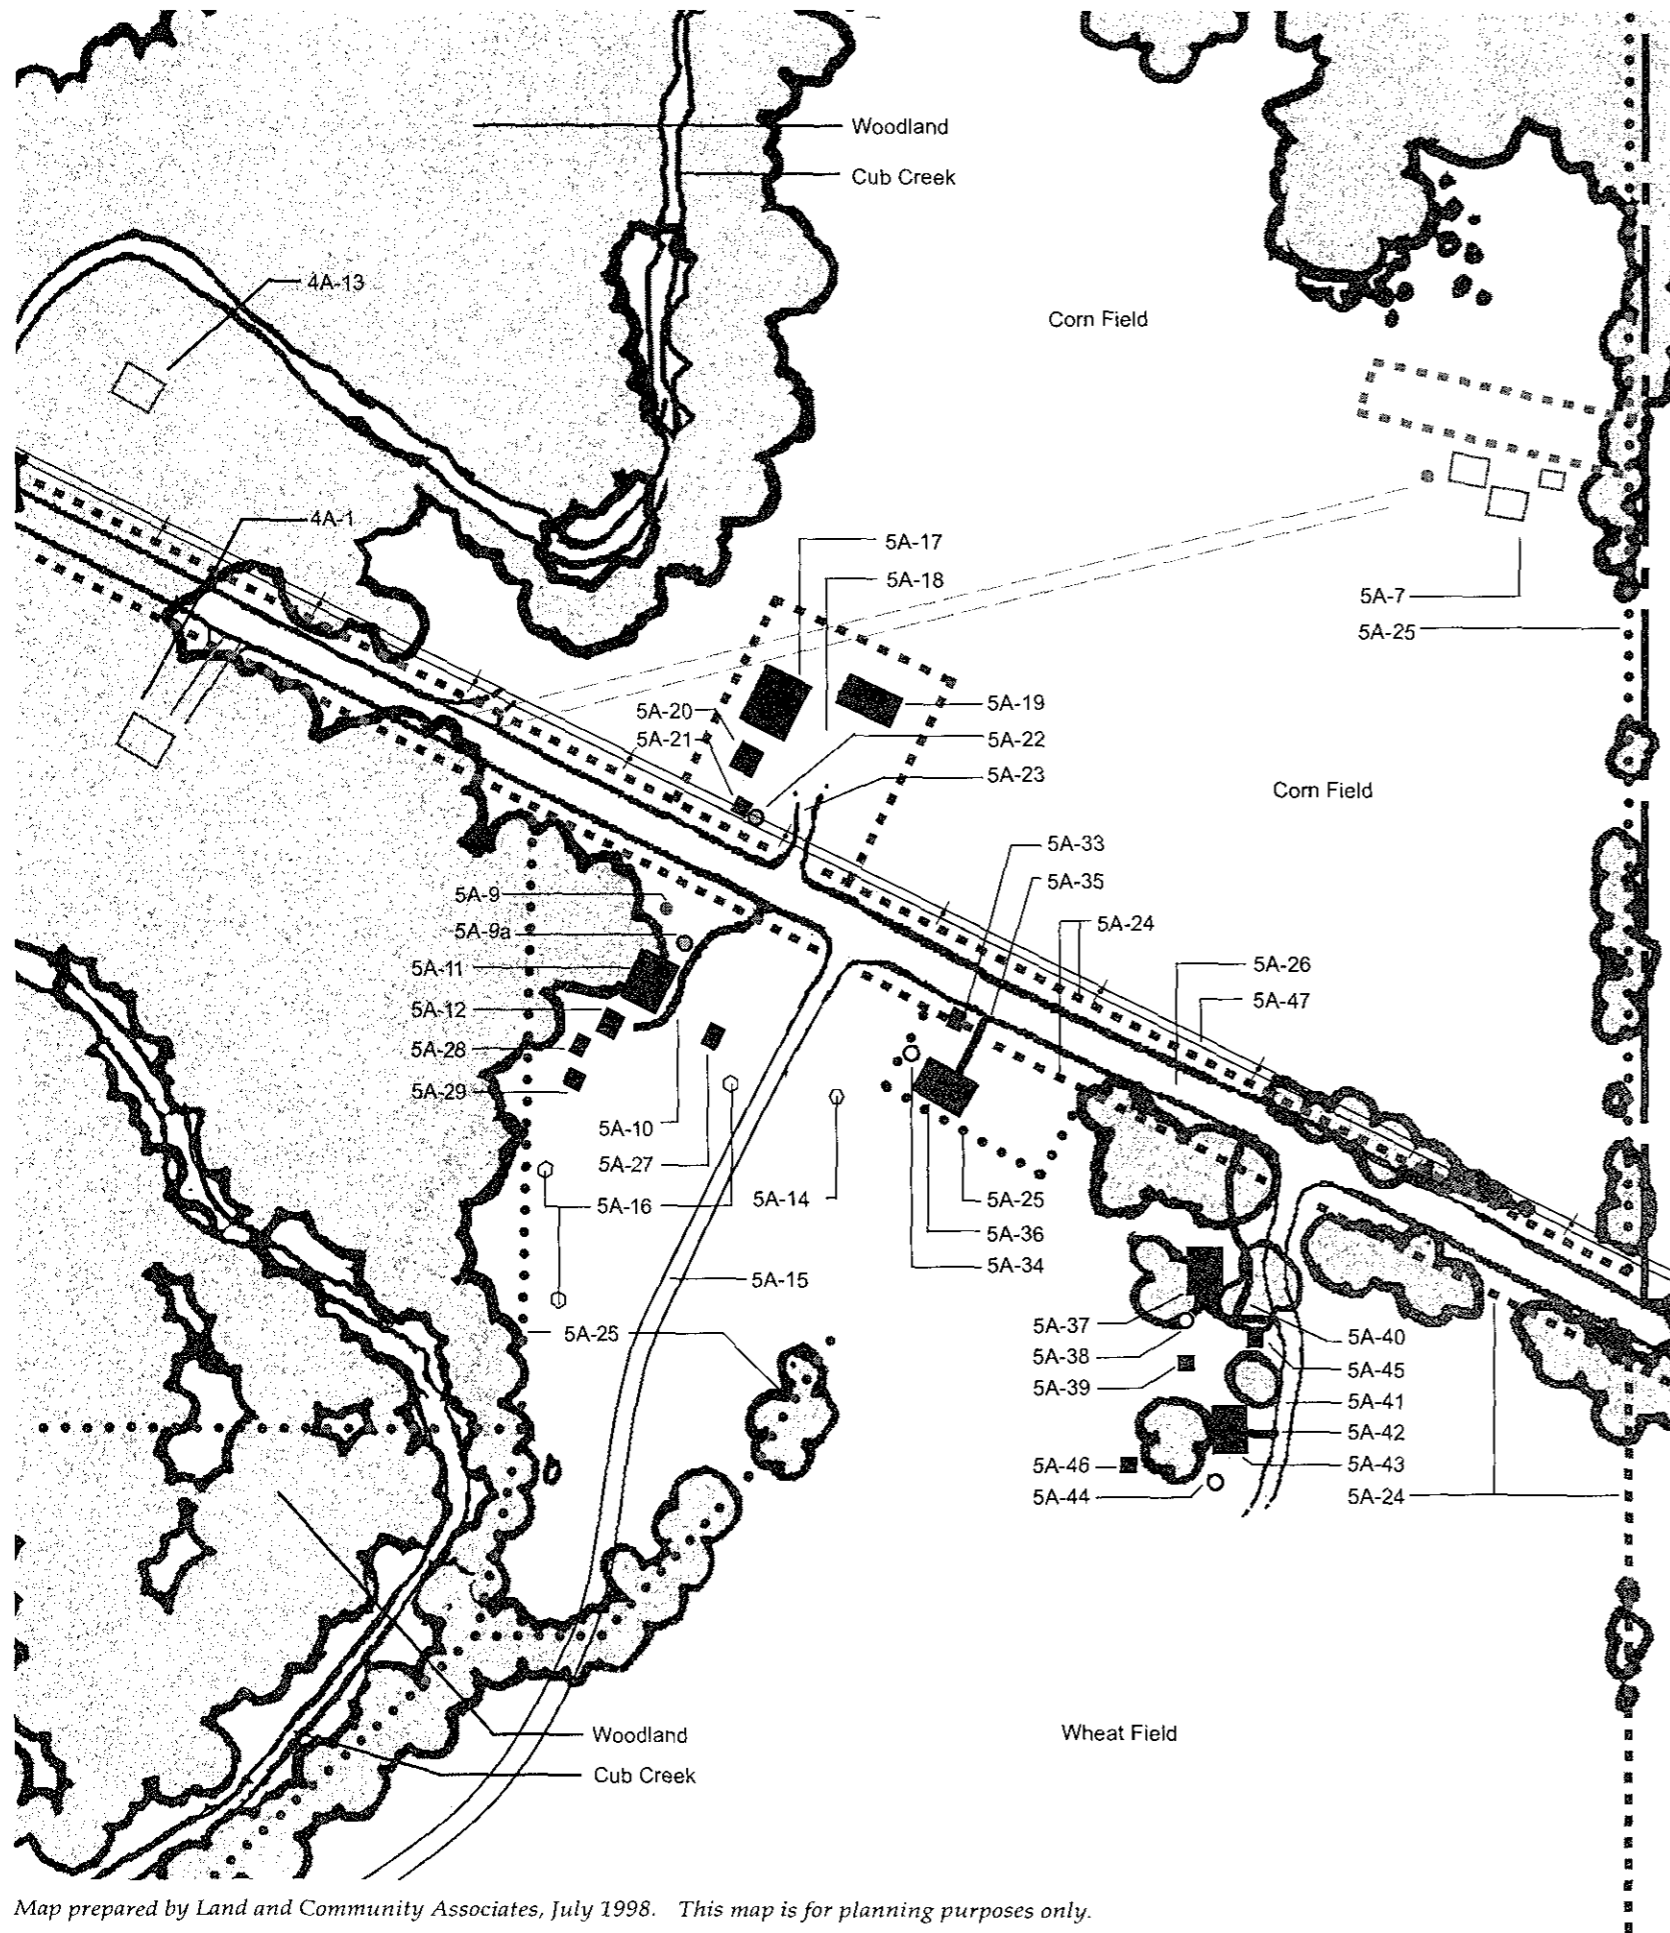 Woodland
Cub Creek
4A-13
Corn Field
4A-1
5A-17
5A-18
5A-7
5A-25
5A-20
5A-19
5A-21
5A-22
5A-23
Corn Field
5A-33
5A-35
5A-9
5A-24
5A-9a
5A-11
5A-26
5A-47
5A-12
5A-28
5A-29
5A-10
5A-27
5A-16
5A-14
5A-25
5A-36
5A-34
5A-15
5A-25
5A-37
5A-40
5A-38
5A-45
5A-39
5A-41
5A-42
5A-46
5A-43
5A-44
5A-24
Woodland
Wheat Field
Cub Creek
Map prepared by Land and Community Associates, July 1998. This map is for planning purposes only.